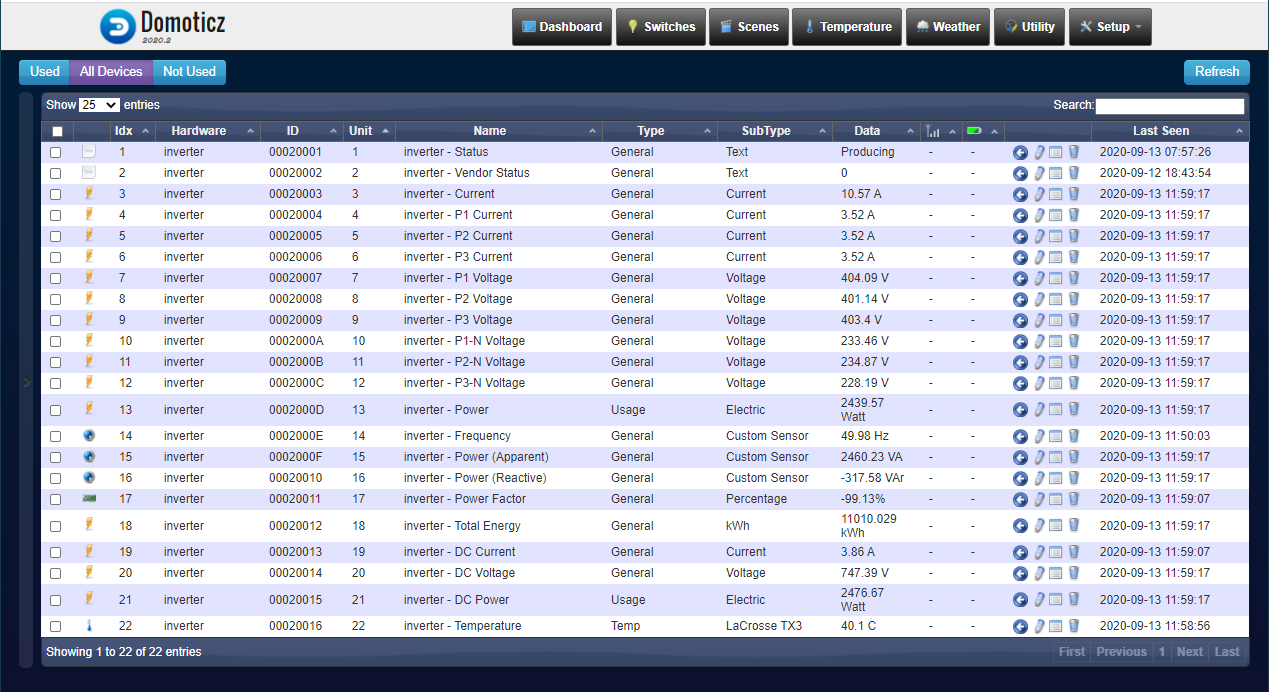 Domoticz
2020.2
Dashboard Switches Scenes Temperature Weather Utility Setup
Used All Devices Not Used Refresh
Show 25 entries Search:
Idx Hardware ID Unit Name Type SubType Data Last Seen
1 inverter 00020001 1 inverter - Status General Text Producing - - 2020-09-13 07:57:26
2 inverter 00020002 2 inverter - Vendor Status General Text 0 - - 2020-09-12 18:43:54
3 inverter 00020003 3 inverter - Current General Current 10.57 A - - 2020-09-13 11:59:17
4 inverter 00020004 4 inverter - P1 Current General Current 3.52 A - - 2020-09-13 11:59:17
5 inverter 00020005 5 inverter - P2 Current General Current 3.52 A - - 2020-09-13 11:59:17
6 inverter 00020006 6 inverter - P3 Current General Current 3.52 A - - 2020-09-13 11:59:17
7 inverter 00020007 7 inverter - P1 Voltage General Voltage 404.09 V - - 2020-09-13 11:59:17
8 inverter 00020008 8 inverter - P2 Voltage General Voltage 401.14 V - - 2020-09-13 11:59:17
9 inverter 00020009 9 inverter - P3 Voltage General Voltage 403.4 V - - 2020-09-13 11:59:17
10 inverter 0002000A 10 inverter - P1-N Voltage General Voltage 233.46 V - - 2020-09-13 11:59:17
11 inverter 0002000B 11 inverter - P2-N Voltage General Voltage 234.87 V - - 2020-09-13 11:59:17
12 inverter 0002000C 12 inverter - P3-N Voltage General Voltage 228.19 V - - 2020-09-13 11:59:17
13 inverter 0002000D 13 inverter - Power Usage Electric 2439.57 Watt - - 2020-09-13 11:59:17
14 inverter 0002000E 14 inverter - Frequency General Custom Sensor 49.98 Hz - - 2020-09-13 11:50:03
15 inverter 0002000F 15 inverter - Power (Apparent) General Custom Sensor 2460.23 VA - - 2020-09-13 11:59:17
16 inverter 00020010 16 inverter - Power (Reactive) General Custom Sensor -317.58 VAr - - 2020-09-13 11:59:17
17 inverter 00020011 17 inverter - Power Factor General Percentage -99.13% - - 2020-09-13 11:59:07
18 inverter 00020012 18 inverter - Total Energy General kWh 11010.029 kWh - - 2020-09-13 11:59:17
19 inverter 00020013 19 inverter - DC Current General Current 3.86 A - - 2020-09-13 11:59:07
20 inverter 00020014 20 inverter - DC Voltage General Voltage 747.39 V - - 2020-09-13 11:59:17
21 inverter 00020015 21 inverter - DC Power Usage Electric 2476.67 Watt - - 2020-09-13 11:59:17
22 inverter 00020016 22 inverter - Temperature Temp LaCrosse TX3 40.1 C - - 2020-09-13 11:58:56
Showing 1 to 22 of 22 entries First Previous 1 Next Last